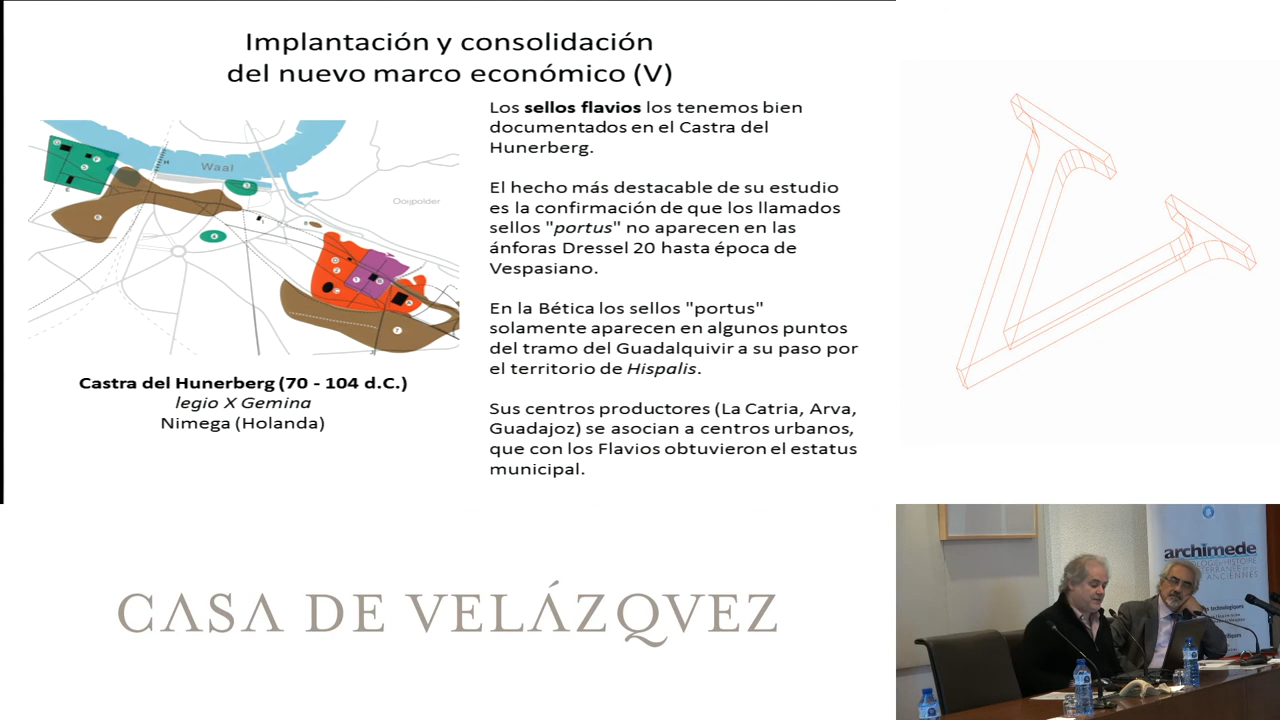 Implantación y consolidación
del nuevo marco económico (V)
Los sellos flavios los tenemos bien
documentados en el Castra del
Hunerberg.
El hecho más destacable de su estudio
es la confirmación de que los llamados
sellos "portus" no aparecen en las
ánforas Dressel 20 hasta época de
Vespasiano.
En la Bética los sellos "portus"
solamente aparecen en algunos puntos
del tramo del Guadalquivir a su paso por
el territorio de Hispalis.
Sus centros productores (La Catria, Arva,
Guadajoz) se asocian a centros urbanos,
que con los Flavios obtuvieron el estatus
municipal.
Waal
Ooijpolder
Castra del Hunerberg (70 - 104 d.C.)
legio X Gemina
Nimega (Holanda)
CASA DE VELÁZQVEZ
archimede
HISTOIRE
ANCIENNES